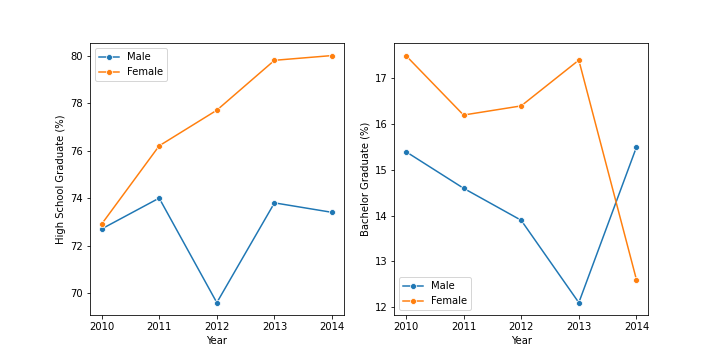 80
78
76
74
72
70
High School Graduate (%)
Male
Female
2010 2011 2012 2013 2014
Year
17
16
15
14
13
12
Bachelor Graduate (%)
Male
Female
2010 2011 2012 2013 2014
Year